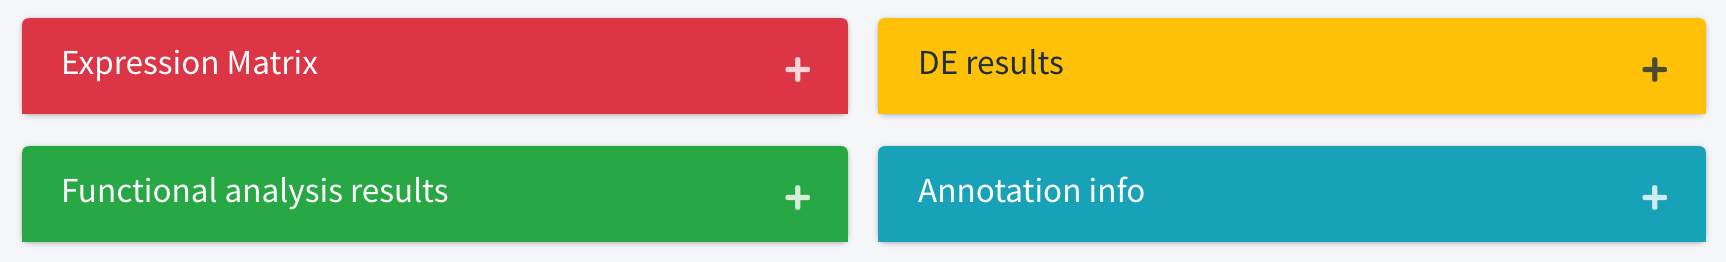 Expression Matrix
DE results
Functional analysis results
Annotation info